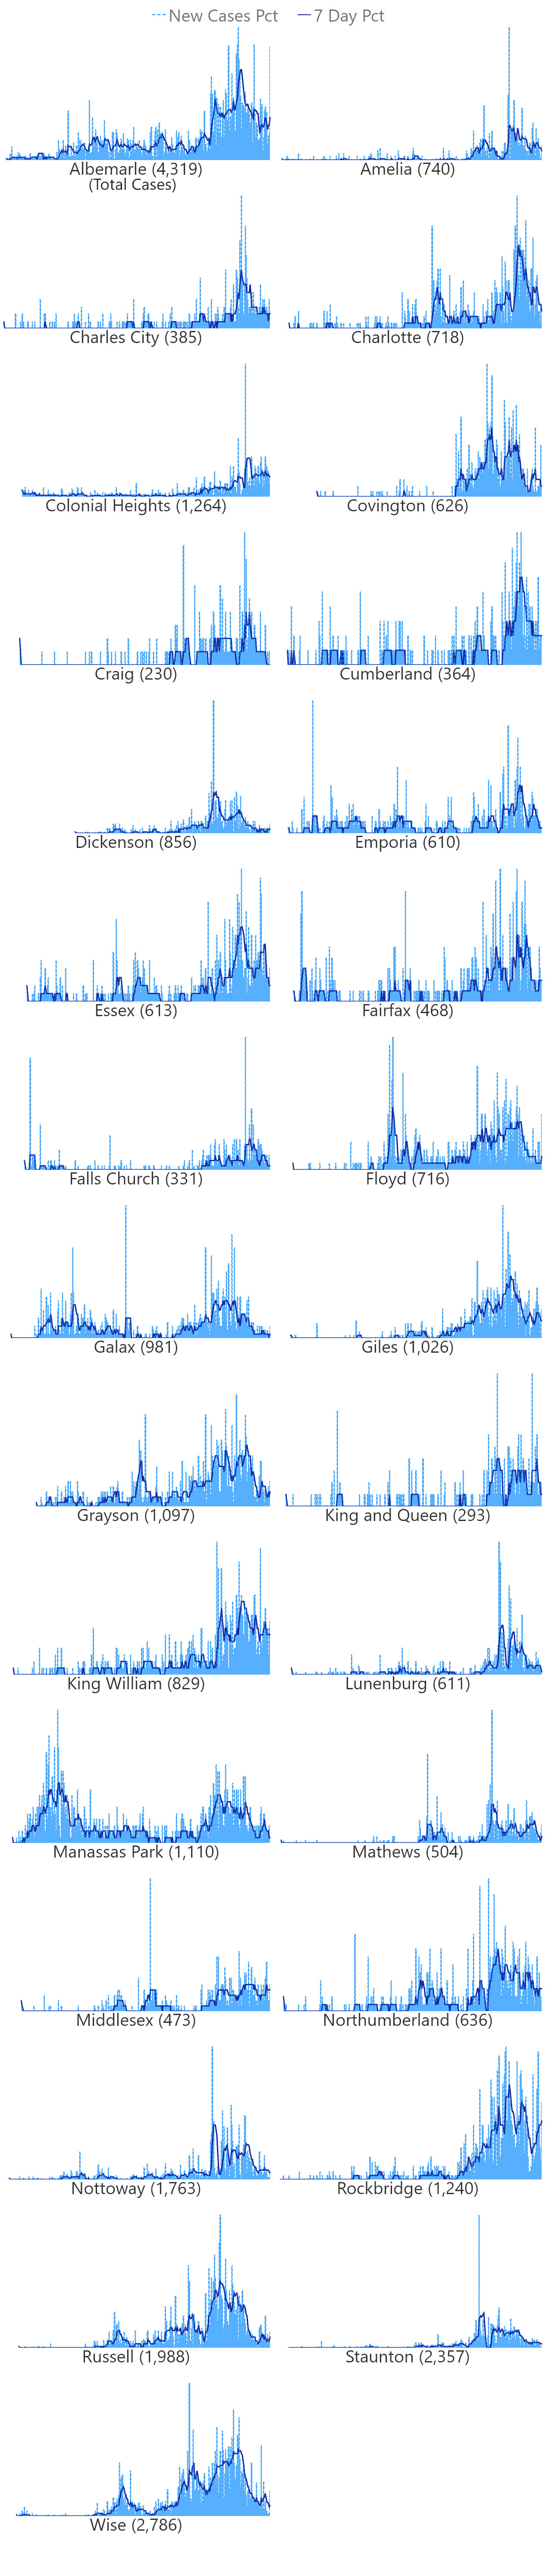 New Cases Pct 7 Day Pct
Albemarle (4,319)
(Total Cases)
Amelia (740)
Charles City (385)
Charlotte (718)
Colonial Heights (1,264)
Covington (626)
Craig (230)
Cumberland (364)
Dickenson (856)
Emporia (610)
Essex (613)
Fairfax (468)
Falls Church (331)
Floyd (716)
Galax (981)
Giles (1,026)
Grayson (1,097)
King and Queen (293)
King William (829)
Lunenburg (611)
Manassas Park (1,110)
Mathews (504)
Middlesex (473)
Northumberland (636)
Nottoway (1,763)
Rockbridge (1,240)
Russell (1,988)
Staunton (2,357)
Wise (2,786)